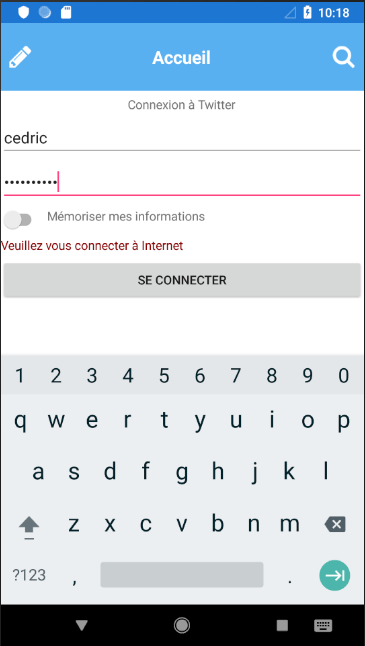 10:18
Accueil
Connexion à Twitter
cedric
••••••••••
Mémoriser mes informations
Veuillez vous connecter à Internet
SE CONNECTER
1 2 3 4 5 6 7 8 9 0
q w e r t y u i o p
a s d f g h j k l
z x c v b n m
?123 , .